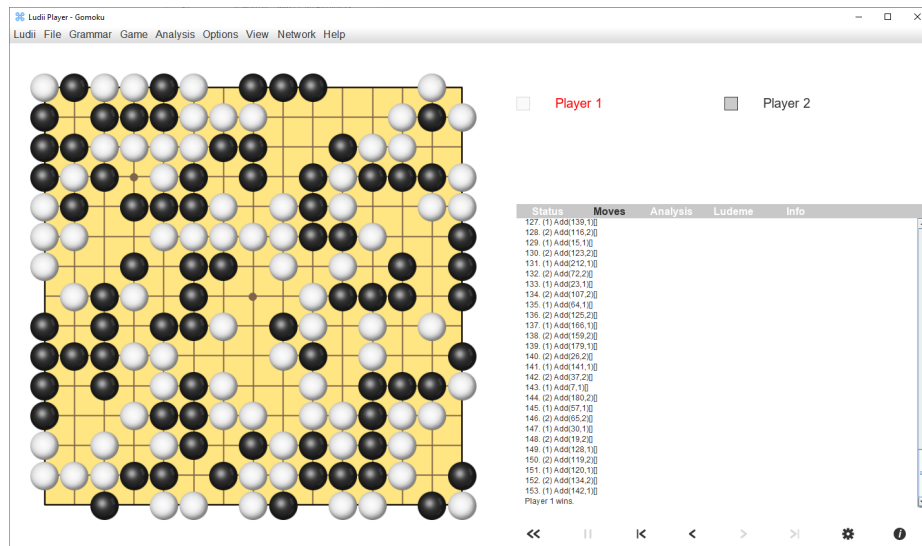 Ludii Player - Gomoku
Ludii File Grammar Game Analysis Options View Network Help
Player 1 Player 2
Status Moves Analysis Ludeme Info
127. (1) Add(139,1)[]
128. (2) Add(116,2)[]
129. (1) Add(15,1)[]
130. (2) Add(123,2)[]
131. (1) Add(212,1)[]
132. (2) Add(72,2)[]
133. (1) Add(23,1)[]
134. (2) Add(107,2)[]
135. (1) Add(64,1)[]
136. (2) Add(125,2)[]
137. (1) Add(166,1)[]
138. (2) Add(159,2)[]
139. (1) Add(179,1)[]
140. (2) Add(26,2)[]
141. (1) Add(141,1)[]
142. (2) Add(37,2)[]
143. (1) Add(7,1)[]
144. (2) Add(180,2)[]
145. (1) Add(57,1)[]
146. (2) Add(65,2)[]
147. (1) Add(30,1)[]
148. (2) Add(19,2)[]
149. (1) Add(128,1)[]
150. (2) Add(119,2)[]
151. (1) Add(120,1)[]
152. (2) Add(134,2)[]
153. (1) Add(142,1)[]
Player 1 wins.